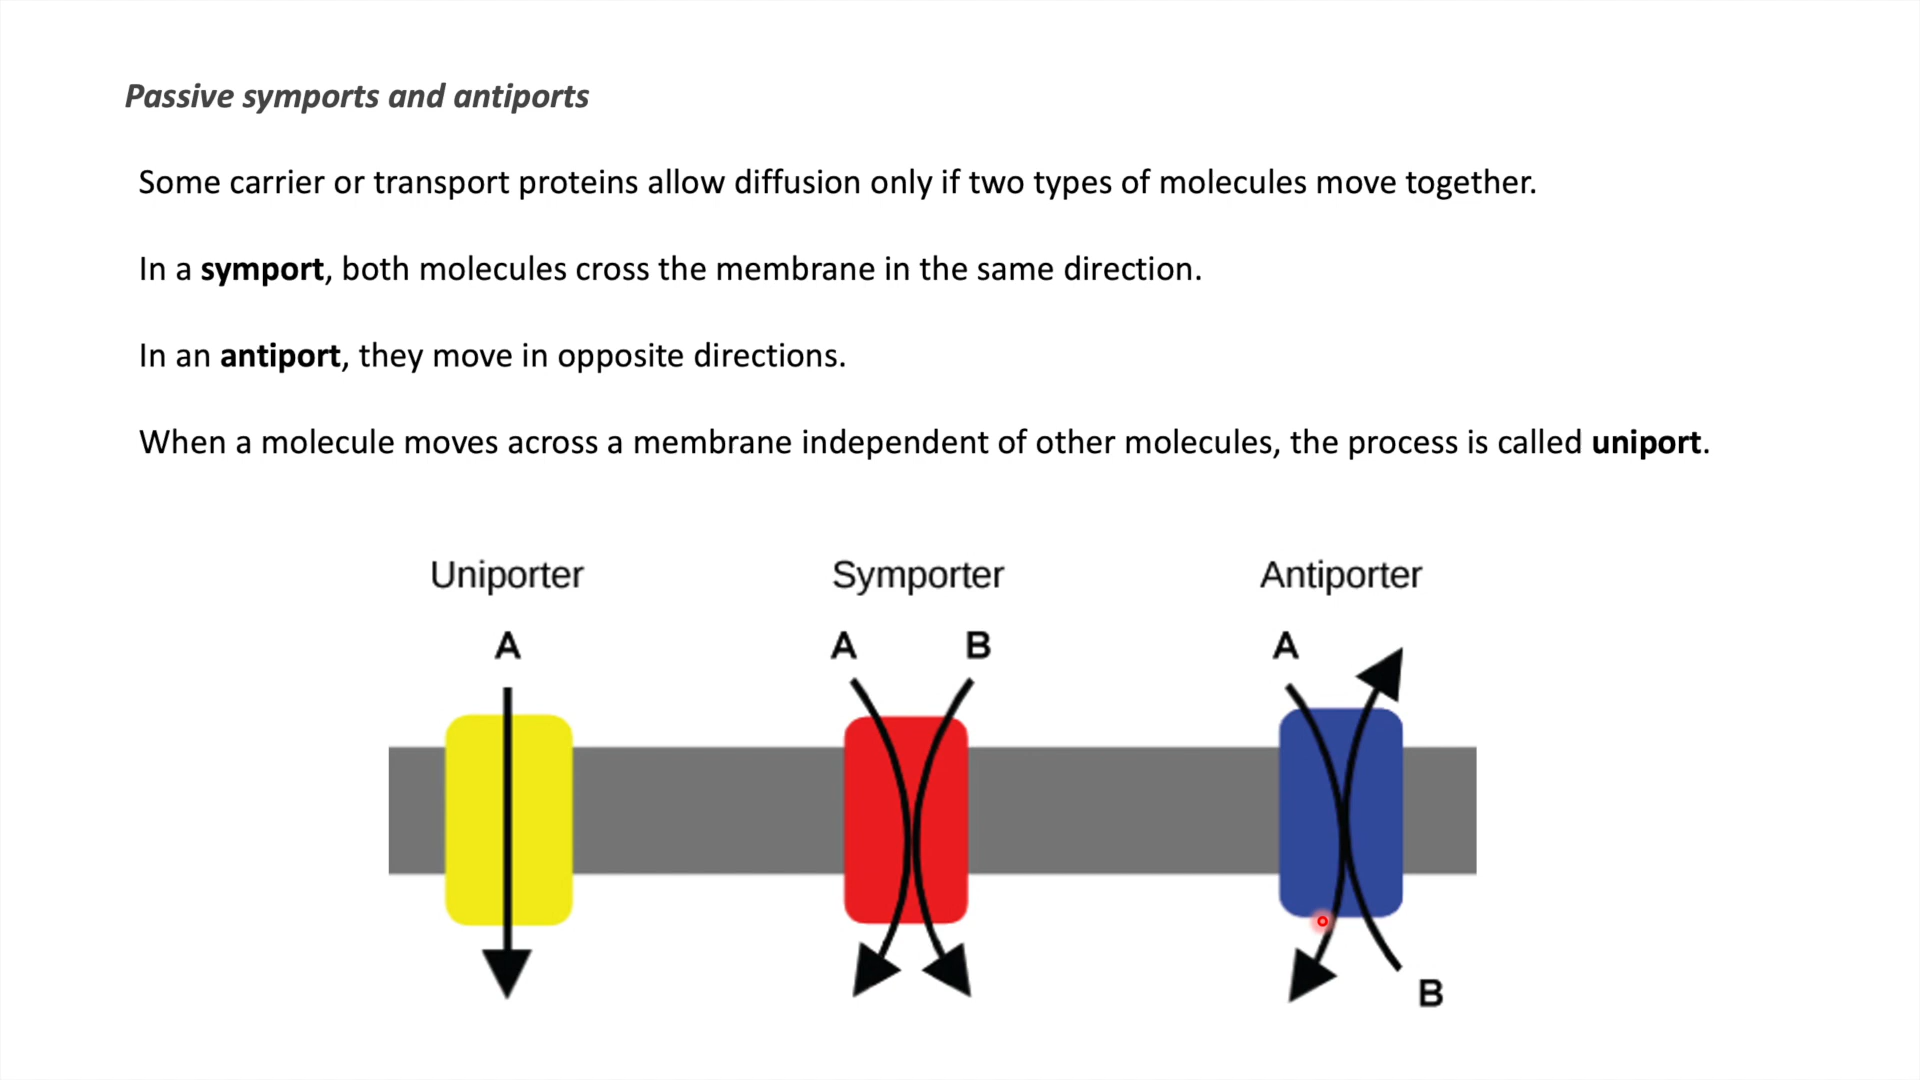 Passive symports and antiports
Some carrier or transport proteins allow diffusion only if two types of molecules move together.
In a symport, both molecules cross the membrane in the same direction.
In an antiport, they move in opposite directions.
When a molecule moves across a membrane independent of other molecules, the process is called uniport.
Uniporter Symporter Antiporter
A A B A
B